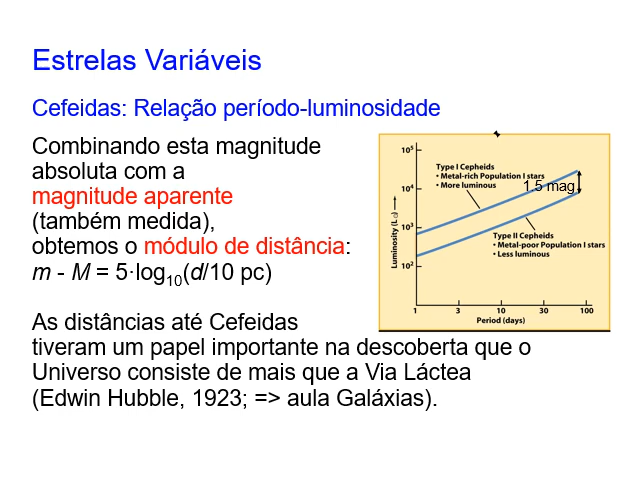 Estrelas Variáveis
Cefeidas: Relação período-luminosidade
Combinando esta magnitude
absoluta com a
magnitude aparente
(também medida),
obtemos o módulo de distância:
m - M = 5·log10(d/10 pc)
As distâncias até Cefeidas
tiveram um papel importante na descoberta que o
Universo consiste de mais que a Via Láctea
(Edwin Hubble, 1923; => aula Galáxias).
10⁵
10⁴
10³
10²
Luminosity (L☉)
Type I Cepheids
• Metal-rich Population I stars
• More luminous
1.5 mag
Type II Cepheids
• Metal-poor Population I stars
• Less luminous
1 3 10 30 100
Period (days)